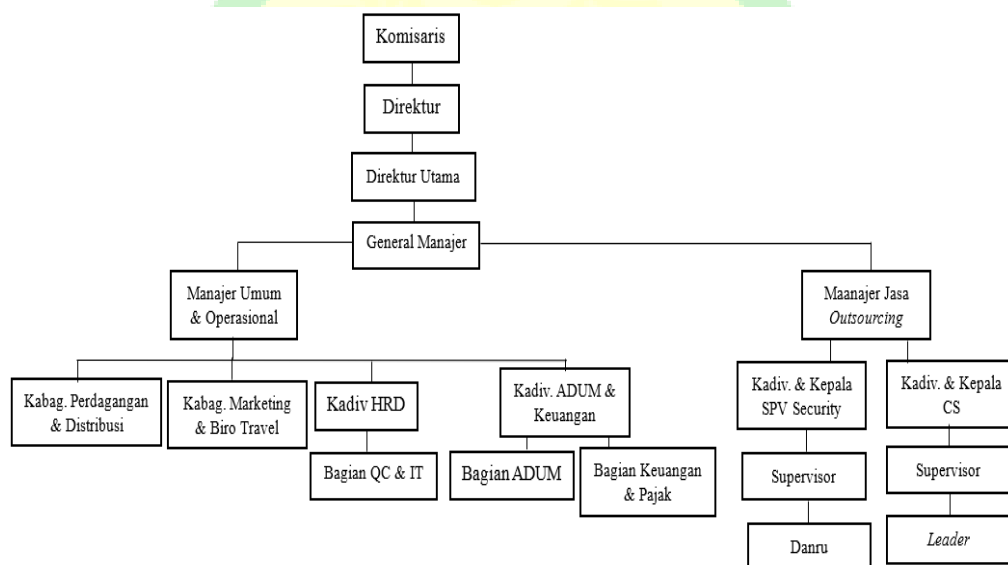 Komisaris
Direktur
Direktur Utama
General Manajer
Manajer Umum
& Operasional
Maanajer Jasa
Outsourcing
Kabag. Perdagangan
& Distribusi
Kabag. Marketing
& Biro Travel
Kadiv HRD
Kadiv. ADUM &
Keuangan
Kadiv. & Kepala
SPV Security
Kadiv. & Kepala
CS
Bagian QC & IT
Bagian ADUM
Bagian Keuangan
& Pajak
Supervisor
Supervisor
Danru
Leader